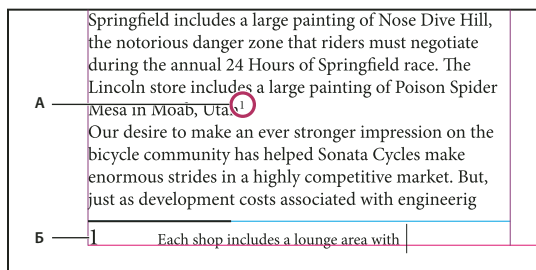 Springfield includes a large painting of Nose Dive Hill,
the notorious danger zone that riders must negotiate
during the annual 24 Hours of Springfield race. The
Lincoln store includes a large painting of Poison Spider
А
Mesa in Moab, Utah1
Our desire to make an ever stronger impression on the
bicycle community has helped Sonata Cycles make
enormous strides in a highly competitive market. But,
just as development costs associated with engineerig
Б 1 Each shop includes a lounge area with